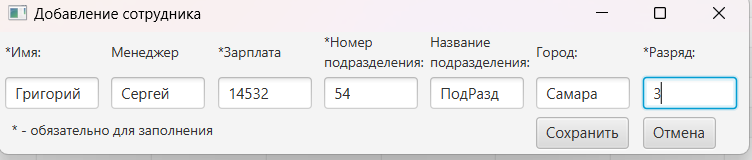 Добавление сотрудника
*Имя:
Менеджер
*Зарплата
*Номер
подразделения:
Название
подразделения:
Город:
*Разряд:
Григорий
Сергей
14532
54
ПодРазд
Самара
3
* - обязательно для заполнения
Сохранить
Отмена